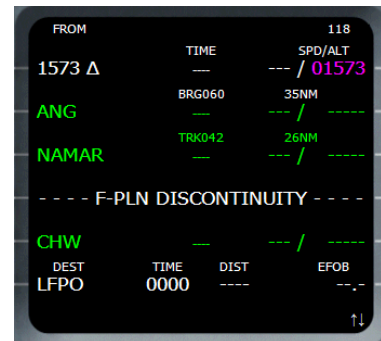 FROM 118
TIME SPD/ALT
1573 Δ ---- --- / 01573
BRG060 35NM
ANG ---- --- / -----
TRK042 26NM
NAMAR ---- --- / -----
- - - - F-PLN DISCONTINUITY - - - -
CHW ---- --- / -----
DEST TIME DIST EFOB
LFPO 0000 ---- --.-
↑↓